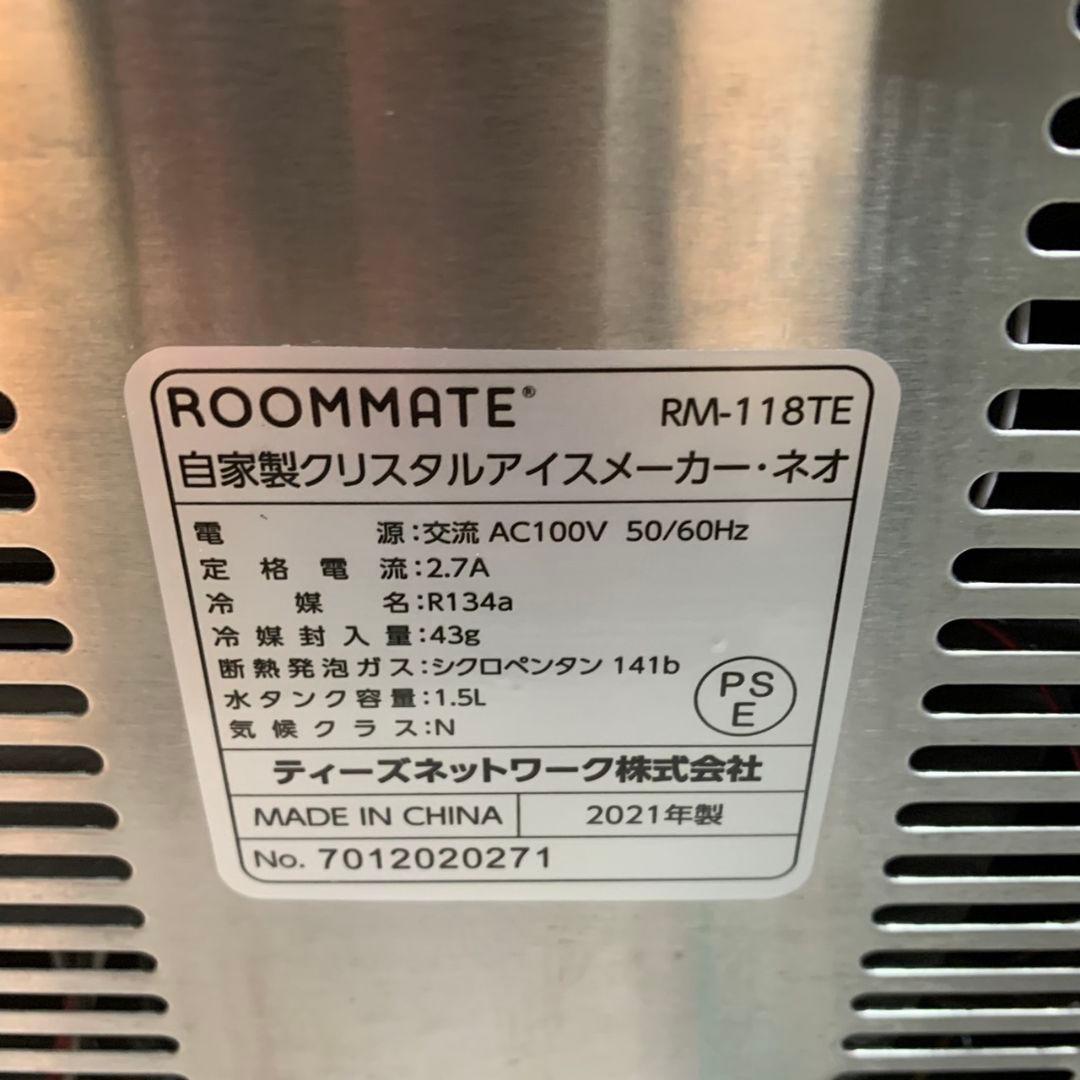 ROOMMATE® RM-118TE
自家製クリスタルアイスメーカー・ネオ
電源:交流 AC100V 50/60Hz
定格電流:2.7A
冷媒名:R134a
冷媒封入量:43g
断熱発泡ガス:シクロペンタン 141b
水タンク容量:1.5L
気候クラス:N
PS
E
ティーズネットワーク株式会社
MADE IN CHINA 2021年製
No. 7012020271